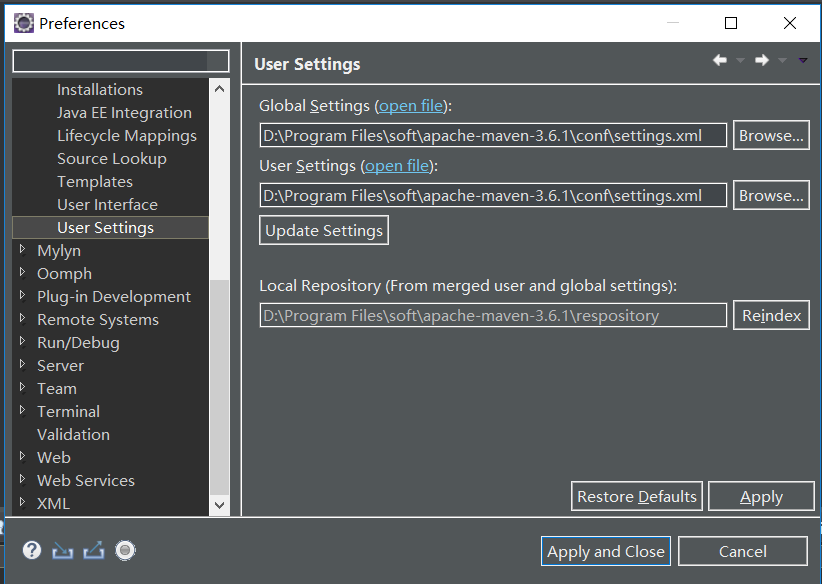 Preferences
Installations
Java EE Integration
Lifecycle Mappings
Source Lookup
Templates
User Interface
User Settings
Mylyn
Oomph
Plug-in Development
Remote Systems
Run/Debug
Server
Team
Terminal
Validation
Web
Web Services
XML
User Settings
Global Settings (open file):
D:\Program Files\soft\apache-maven-3.6.1\conf\settings.xml Browse...
User Settings (open file):
D:\Program Files\soft\apache-maven-3.6.1\conf\settings.xml Browse...
Update Settings
Local Repository (From merged user and global settings):
D:\Program Files\soft\apache-maven-3.6.1\respository Reindex
Restore Defaults Apply
Apply and Close Cancel